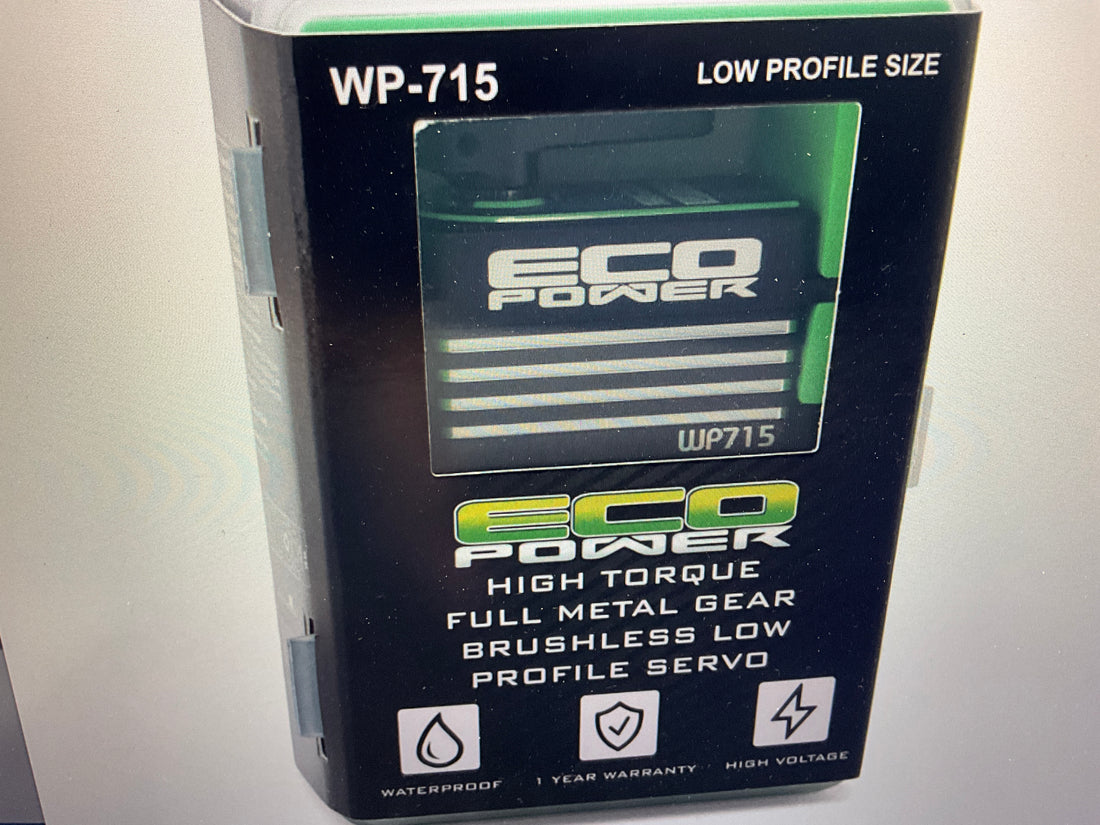 WP-715
LOW PROFILE SIZE
ECO
POWER
WP715
ECO
POWER
HIGH TORQUE
FULL METAL GEAR
BRUSHLESS LOW
PROFILE SERVO
WATERPROOF
1 YEAR WARRANTY
HIGH VOLTAGE